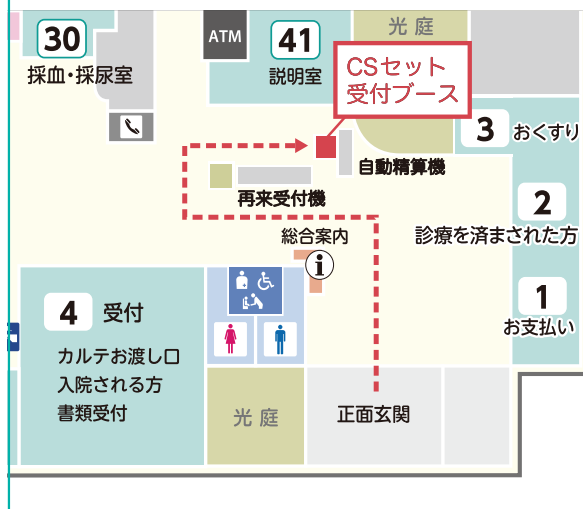 30
採血・採尿室
ATM
41
説明室
光庭
CSセット
受付ブース
3 おくすり
自動精算機
再来受付機
2
診療を済まされた方
総合案内
i
1
お支払い
4 受付
カルテお渡し口
入院される方
書類受付
光庭
正面玄関